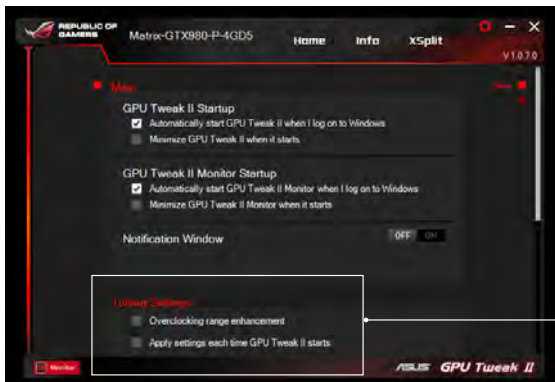 REPUBLIC OF
GAMERS
Matrix-GTX980-P-4GD5
Home Info XSplit
V1.0.7.0
Main
GPU Tweak II Startup
Automatically start GPU Tweak II when I log on to Windows
Minimize GPU Tweak II when it starts
GPU Tweak II Monitor Startup
Automatically start GPU Tweak II Monitor when I log on to Windows
Minimize GPU Tweak II Monitor when it starts
Notification Window
OFF ON
Tuning Settings
Overclocking range enhancement
Apply settings each time GPU Tweak II starts
Monitor
ASUS GPU Tweak II